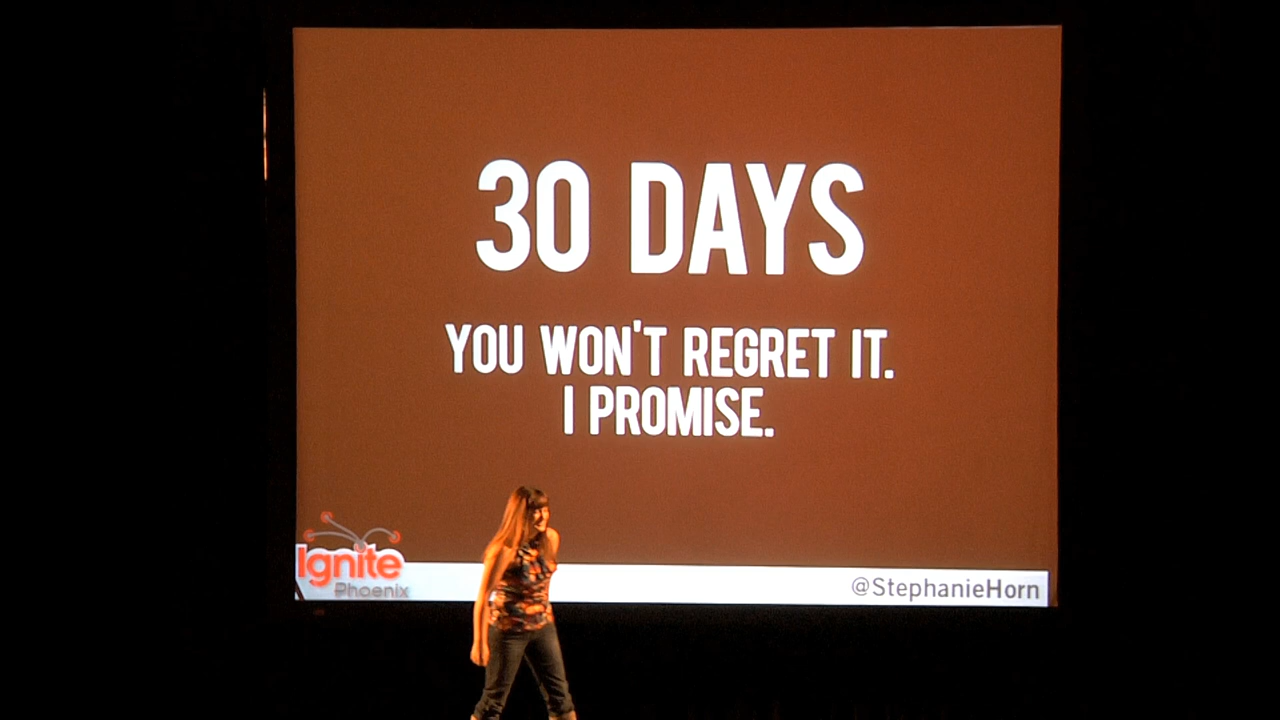 30 DAYS
YOU WON'T REGRET IT.
I PROMISE.
Ignite
Phoenix
@StephanieHorn